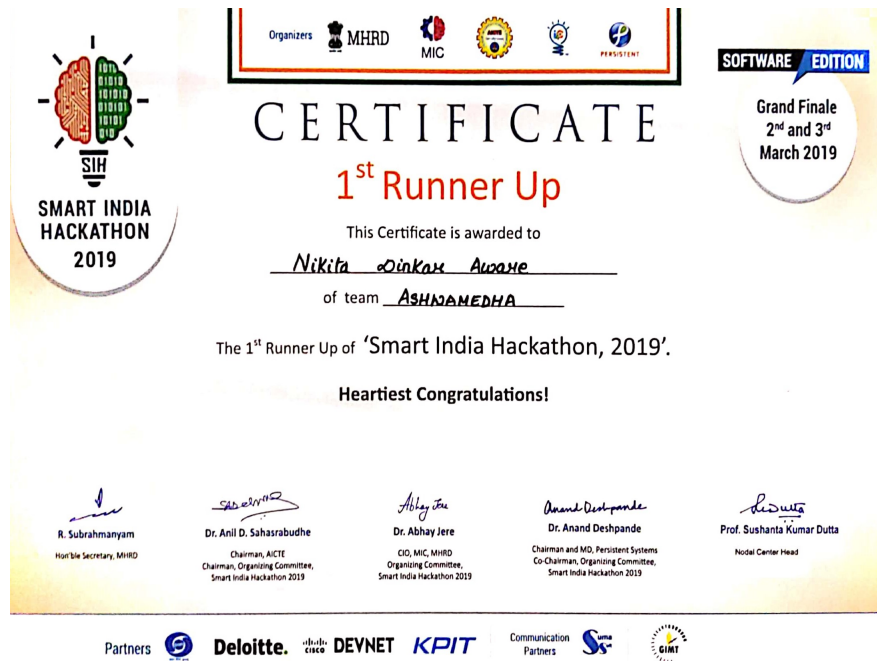 Organizers MHRD MIC AICTE PERSISTENT
SOFTWARE EDITION
Grand Finale
2nd and 3rd
March 2019
SIH
SMART INDIA
HACKATHON
2019
CERTIFICATE
1st Runner Up
This Certificate is awarded to
Nikita Dinkar Aware
of team ASHWAMEDHA
The 1st Runner Up of 'Smart India Hackathon, 2019'.
Heartiest Congratulations!
Abhay Jere
Anand Deshpande
R. Subrahmanyam
Hon'ble Secretary, MHRD
Dr. Anil D. Sahasrabudhe
Chairman, AICTE
Chairman, Organizing Committee,
Smart India Hackathon 2019
Dr. Abhay Jere
CIO, MIC, MHRD
Organizing Committee,
Smart India Hackathon 2019
Dr. Anand Deshpande
Chairman and MD, Persistent Systems
Co-Chairman, Organizing Committee,
Smart India Hackathon 2019
Prof. Sushanta Kumar Dutta
Nodal Center Head
Partners Deloitte. CISCO DEVNET KPIT
Communication
Partners
GIMT